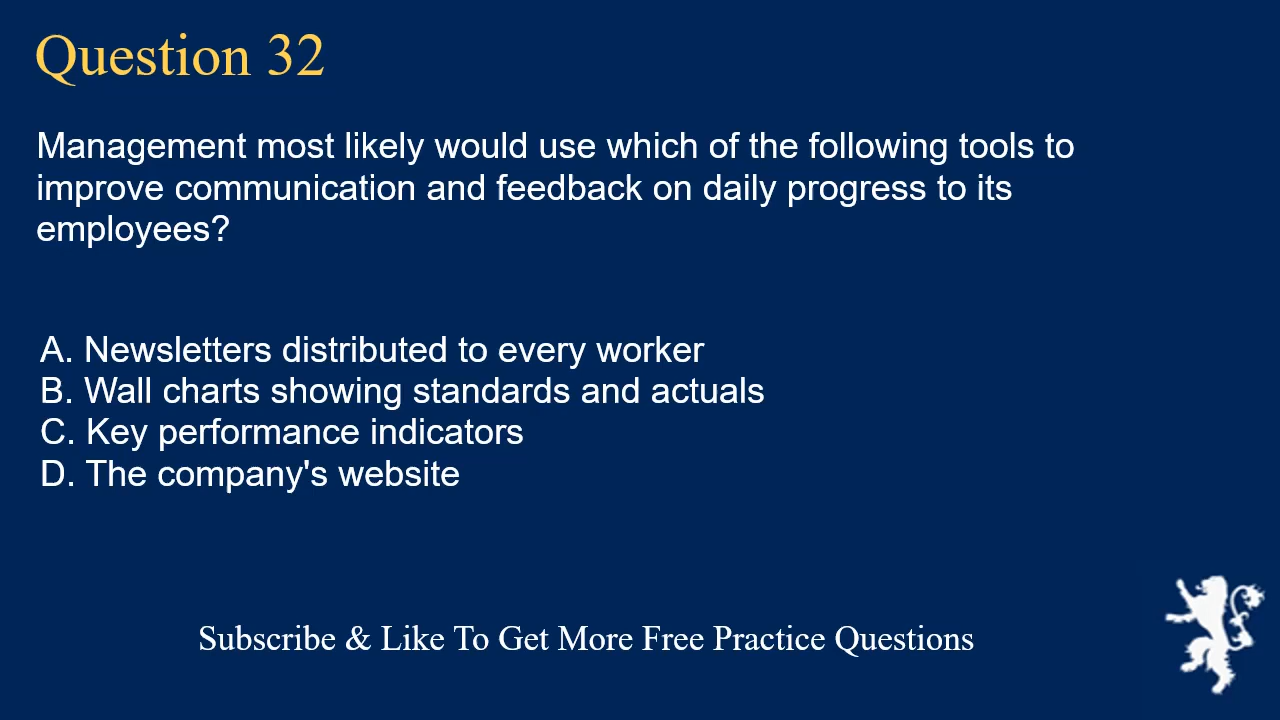 Question 32
Management most likely would use which of the following tools to
improve communication and feedback on daily progress to its
employees?
A. Newsletters distributed to every worker
B. Wall charts showing standards and actuals
C. Key performance indicators
D. The company's website
Subscribe & Like To Get More Free Practice Questions